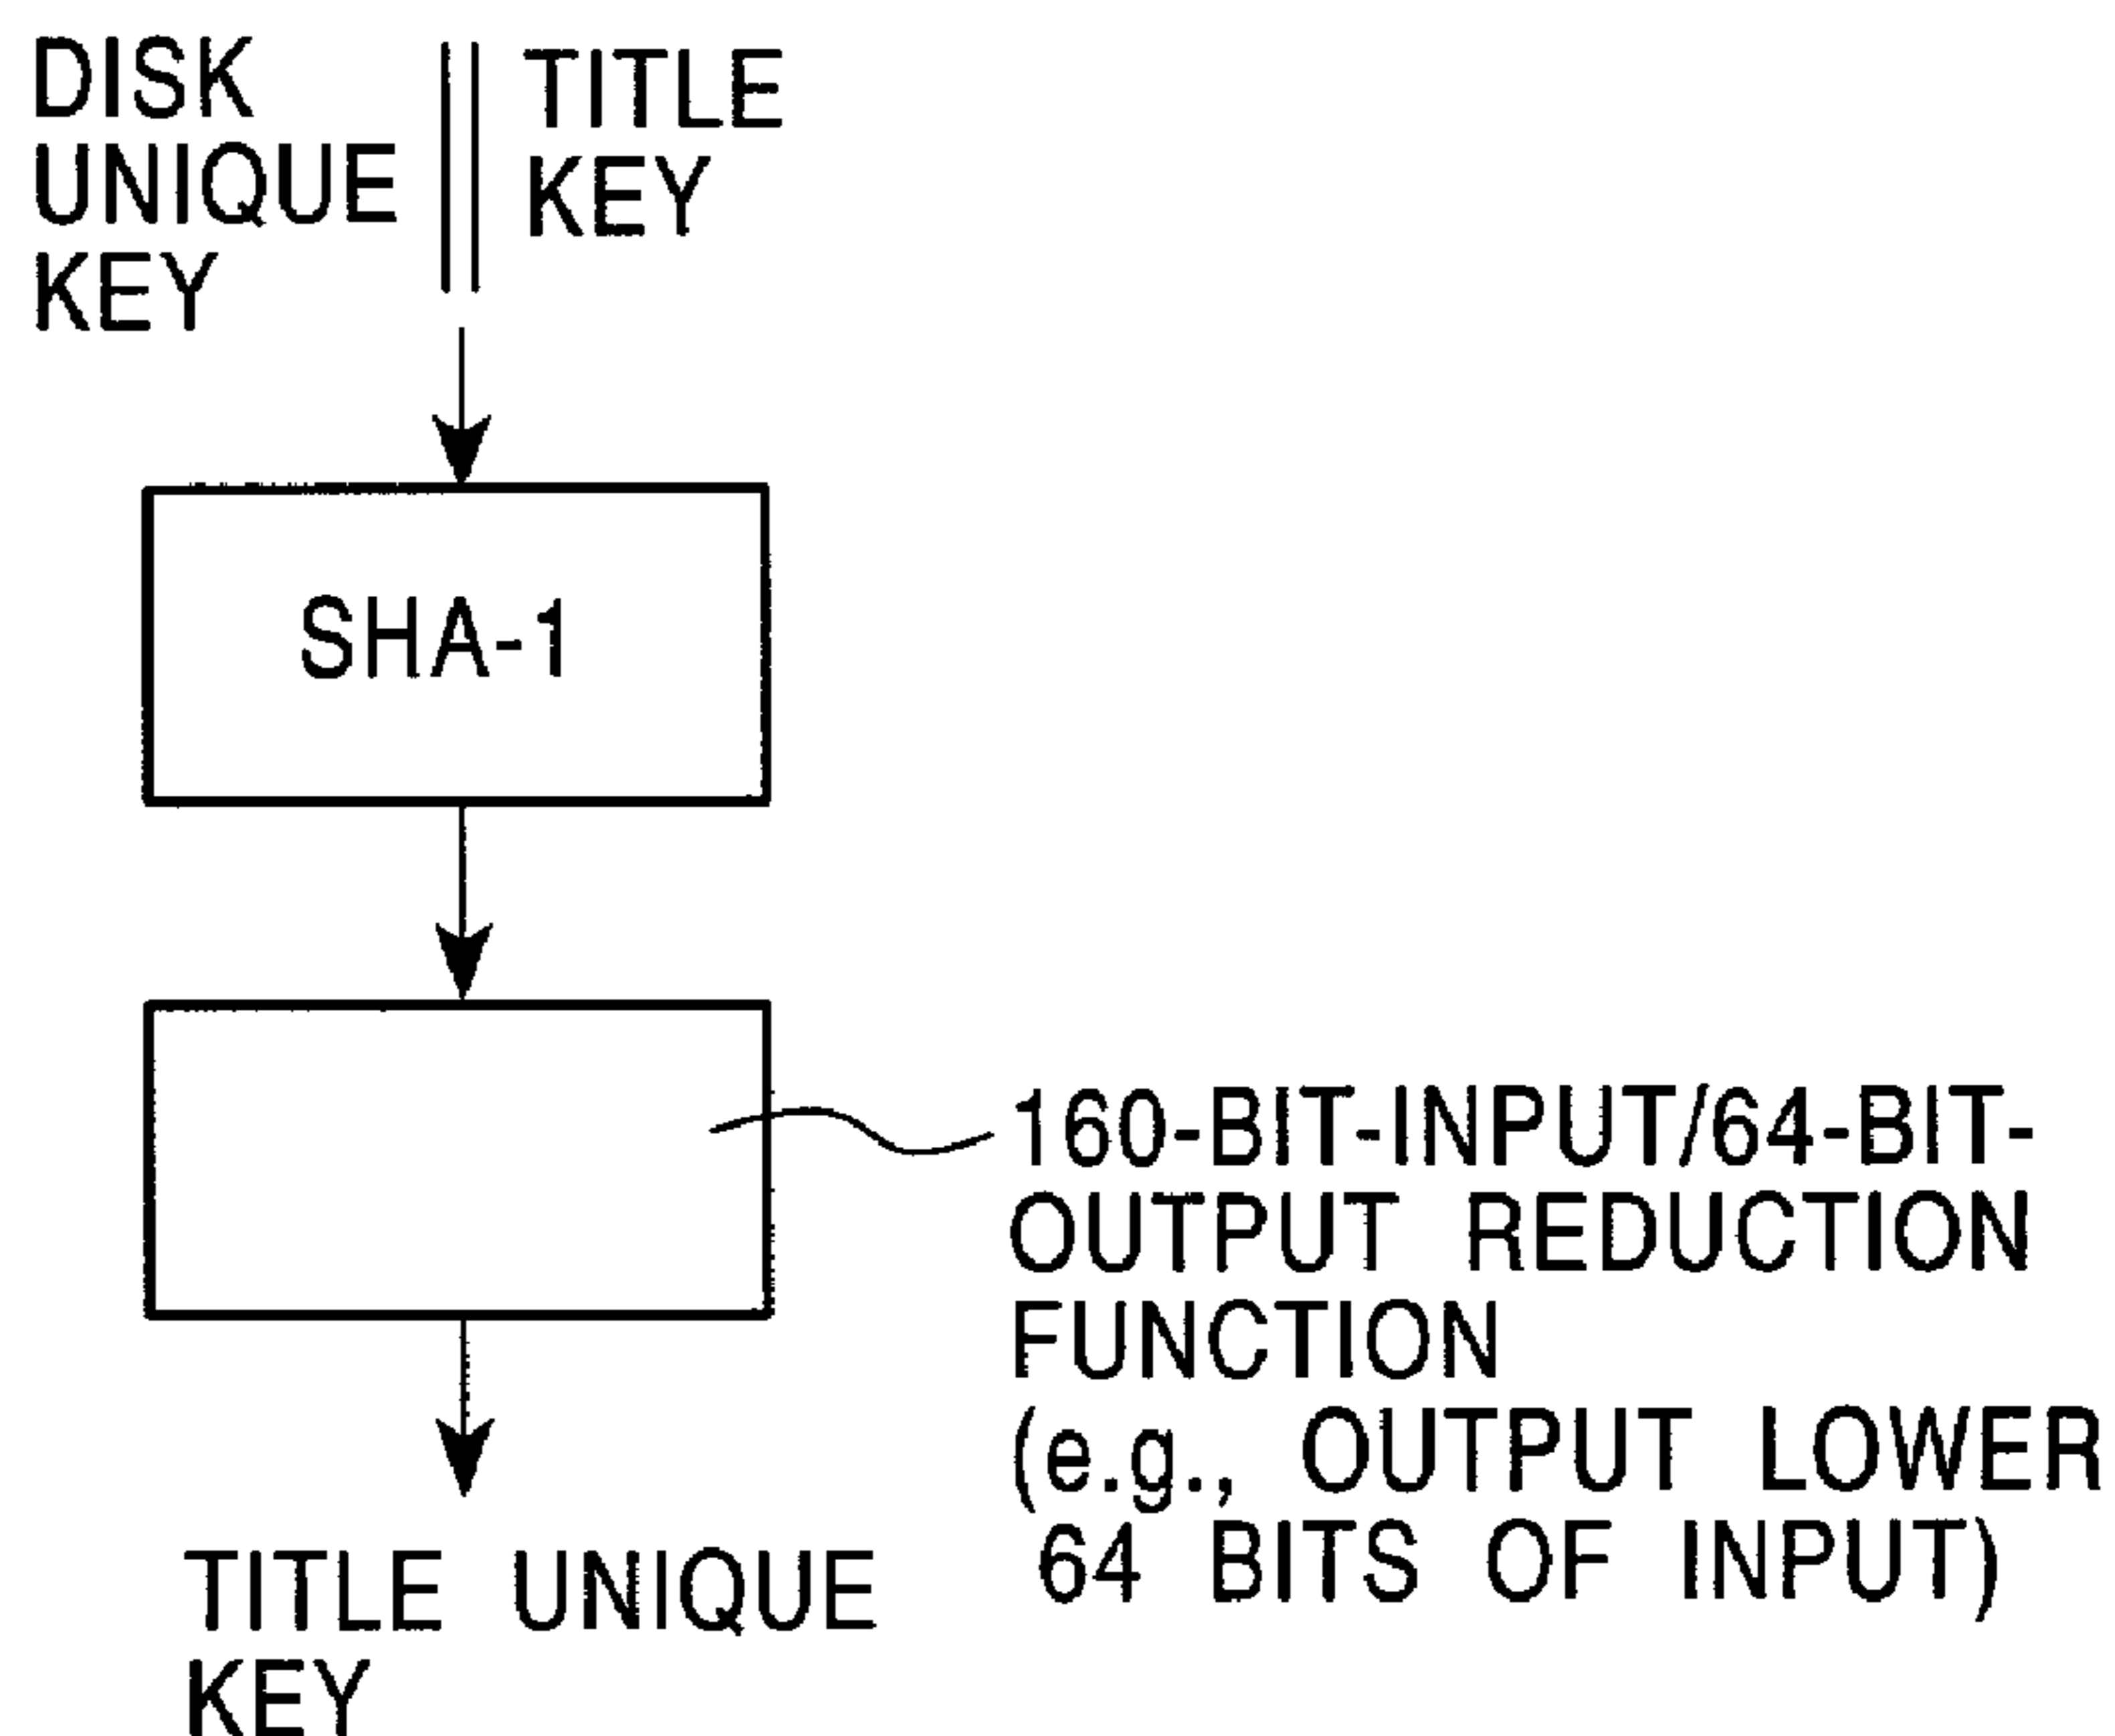 DISK
UNIQUE
KEY
TITLE
KEY
SHA-1
160-BIT-INPUT/64-BIT-
OUTPUT REDUCTION
FUNCTION
(e.g., OUTPUT LOWER
64 BITS OF INPUT)
TITLE UNIQUE
KEY